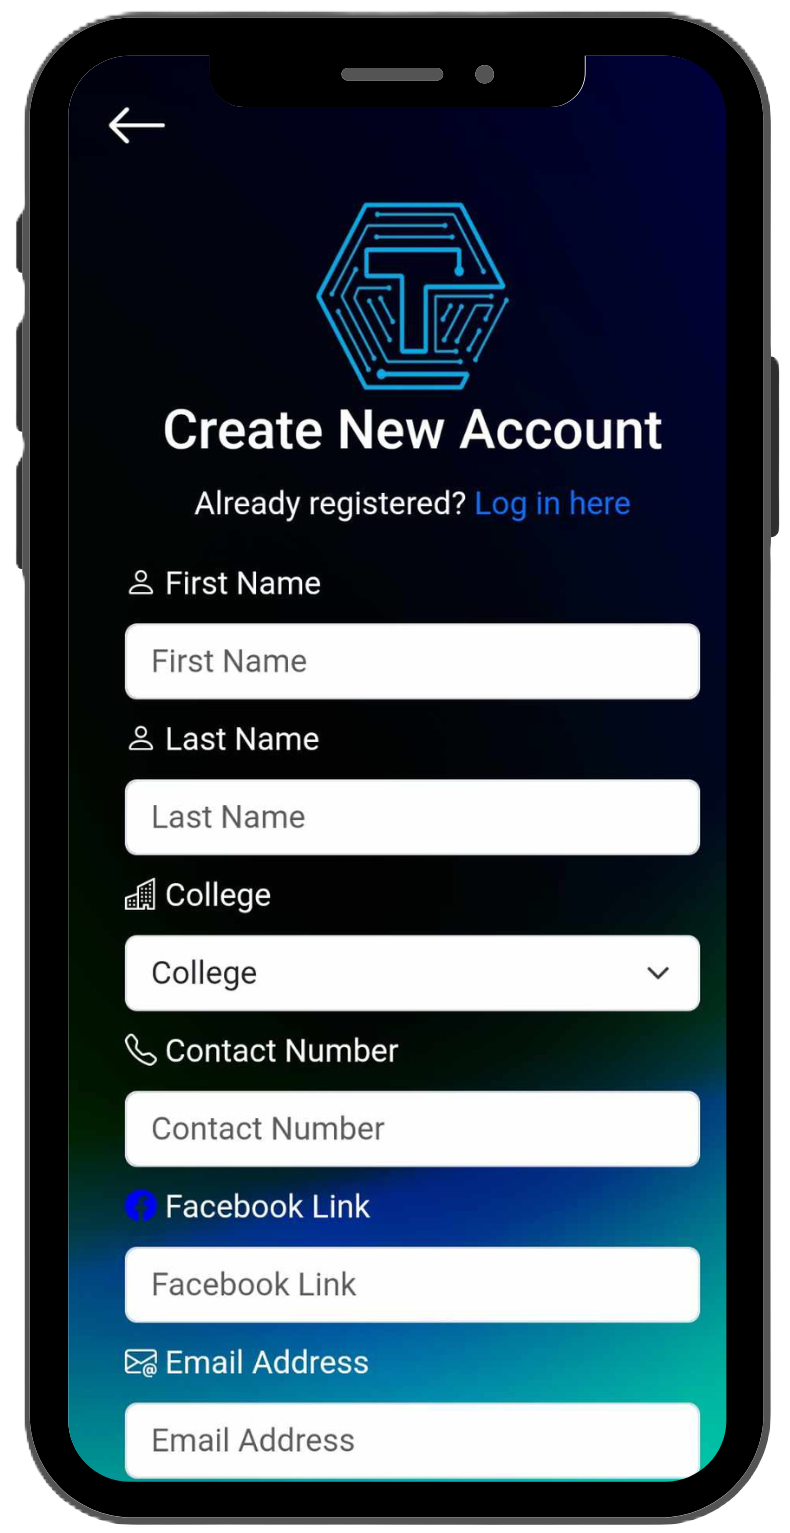 Create New Account
Already registered? Log in here
First Name
First Name
Last Name
Last Name
College
College
Contact Number
Contact Number
Facebook Link
Facebook Link
Email Address
Email Address